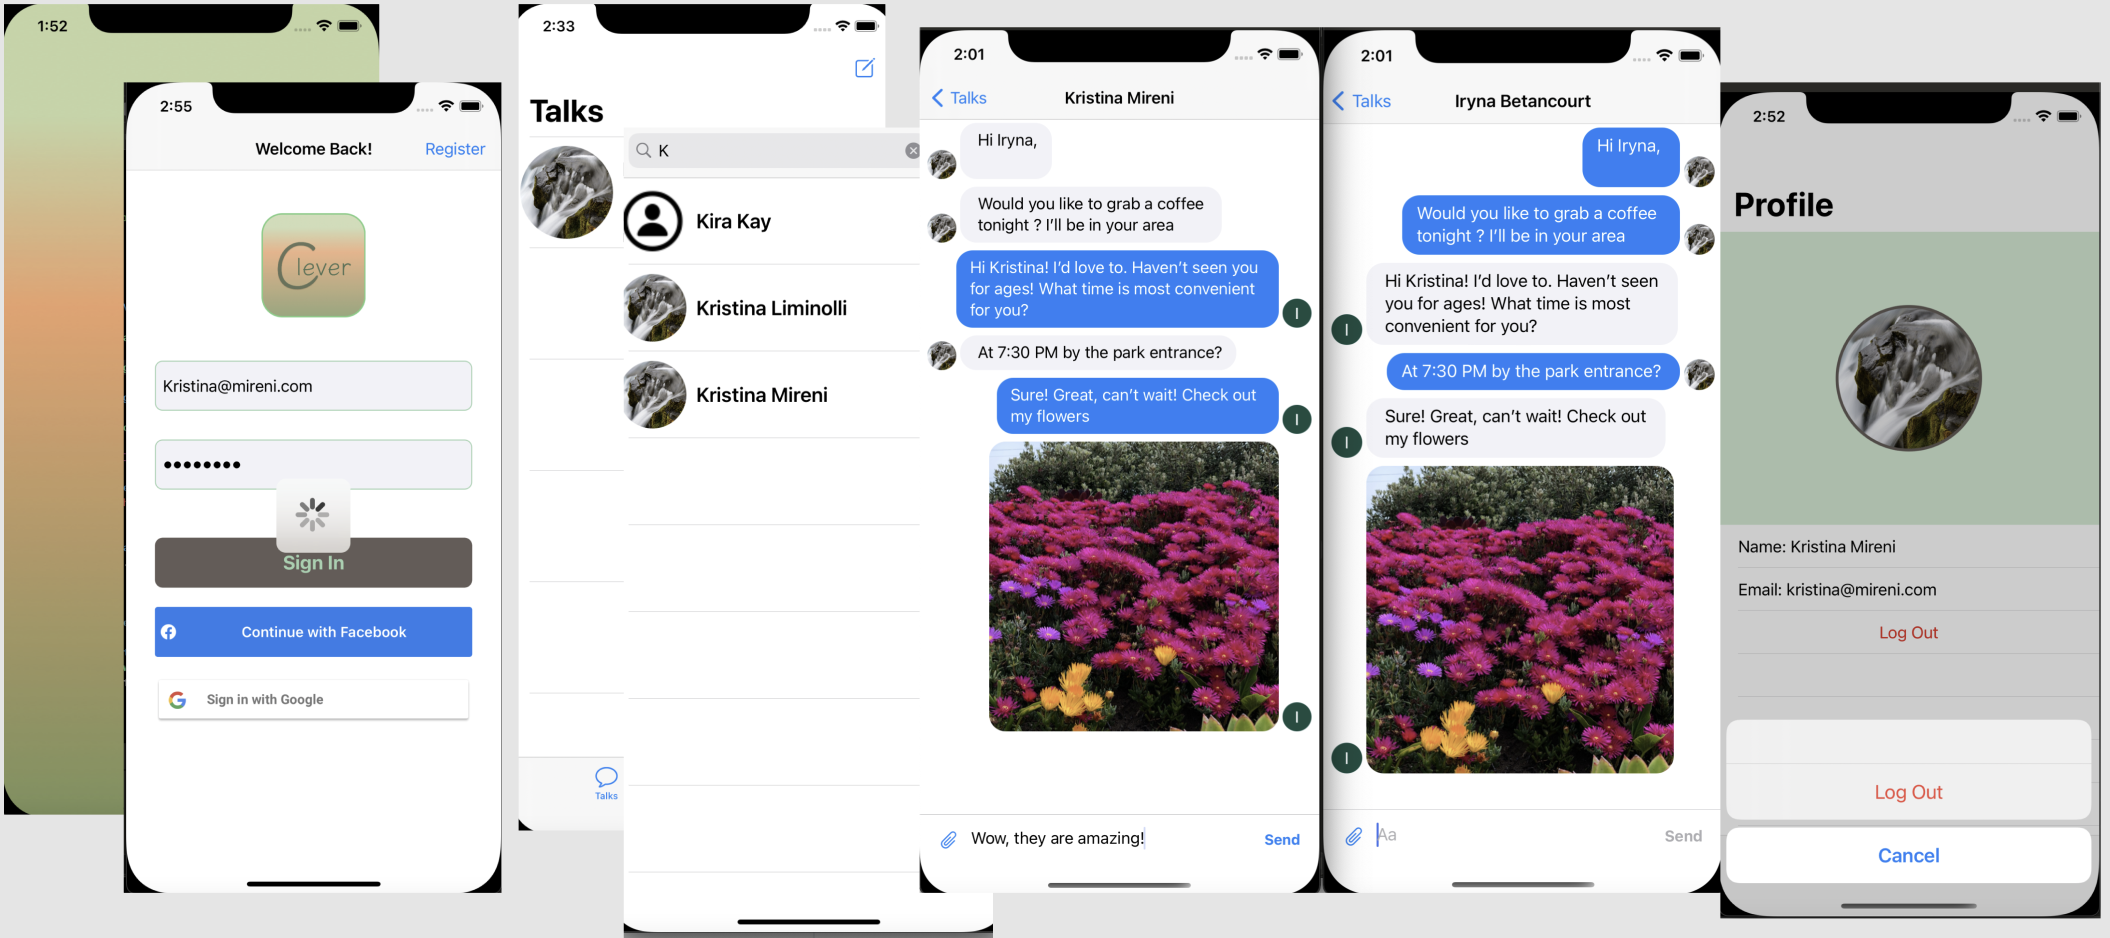 1:52
2:55
Welcome Back!
Register
Clever
Kristina@mireni.com
Sign In
Continue with Facebook
Sign in with Google
2:33
Talks
Talks
K
Kira Kay
Kristina Liminolli
Kristina Mireni
2:01
Talks
Kristina Mireni
Hi Iryna,
Would you like to grab a coffee
tonight ? I'll be in your area
Hi Kristina! I'd love to. Haven't seen you
for ages! What time is most convenient
for you?
I
At 7:30 PM by the park entrance?
Sure! Great, can't wait! Check out
my flowers
I
I
Wow, they are amazing!
Send
2:01
Talks
Iryna Betancourt
Hi Iryna,
Would you like to grab a coffee
tonight ? I'll be in your area
Hi Kristina! I'd love to. Haven't seen
you for ages! What time is most
convenient for you?
I
At 7:30 PM by the park entrance?
Sure! Great, can't wait! Check out
my flowers
I
I
Aa
Send
2:52
Profile
Name: Kristina Mireni
Email: kristina@mireni.com
Log Out
Log Out
Cancel